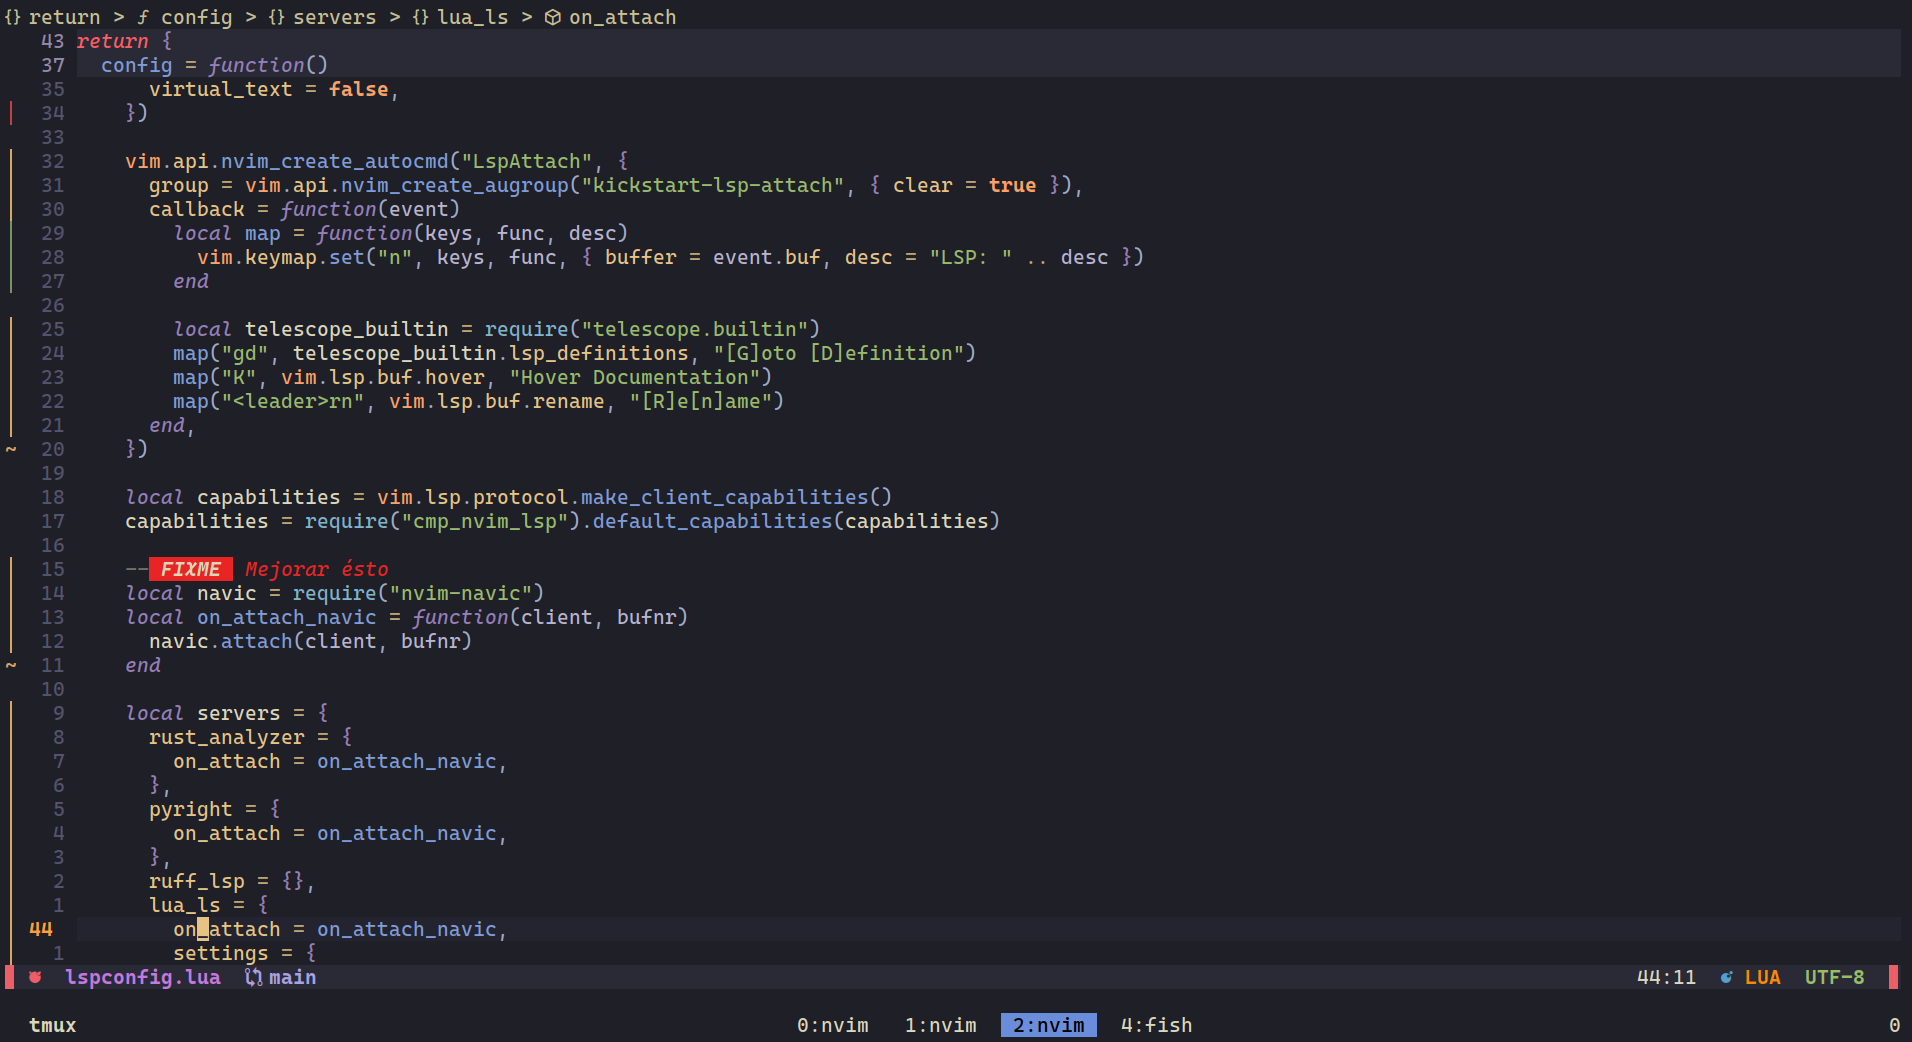 {} return > ƒ config > {} servers > {} lua_ls > on_attach
43 return {
37   config = function()
35       virtual_text = false,
34     })
33
32     vim.api.nvim_create_autocmd("LspAttach", {
31       group = vim.api.nvim_create_augroup("kickstart-lsp-attach", { clear = true }),
30       callback = function(event)
29         local map = function(keys, func, desc)
28           vim.keymap.set("n", keys, func, { buffer = event.buf, desc = "LSP: " .. desc })
27         end
26
25         local telescope_builtin = require("telescope.builtin")
24         map("gd", telescope_builtin.lsp_definitions, "[G]oto [D]efinition")
23         map("K", vim.lsp.buf.hover, "Hover Documentation")
22         map("<leader>rn", vim.lsp.buf.rename, "[R]e[n]ame")
21       end,
~ 20     })
19
18     local capabilities = vim.lsp.protocol.make_client_capabilities()
17     capabilities = require("cmp_nvim_lsp").default_capabilities(capabilities)
16
15     -- FIXME Mejorar ésto
14     local navic = require("nvim-navic")
13     local on_attach_navic = function(client, bufnr)
12       navic.attach(client, bufnr)
~ 11     end
10
9     local servers = {
8       rust_analyzer = {
7         on_attach = on_attach_navic,
6       },
5       pyright = {
4         on_attach = on_attach_navic,
3       },
2       ruff_lsp = {},
1       lua_ls = {
44         on_attach = on_attach_navic,
1         settings = {
lspconfig.lua main 44:11 LUA UTF-8
tmux 0:nvim 1:nvim 2:nvim 4:fish 0